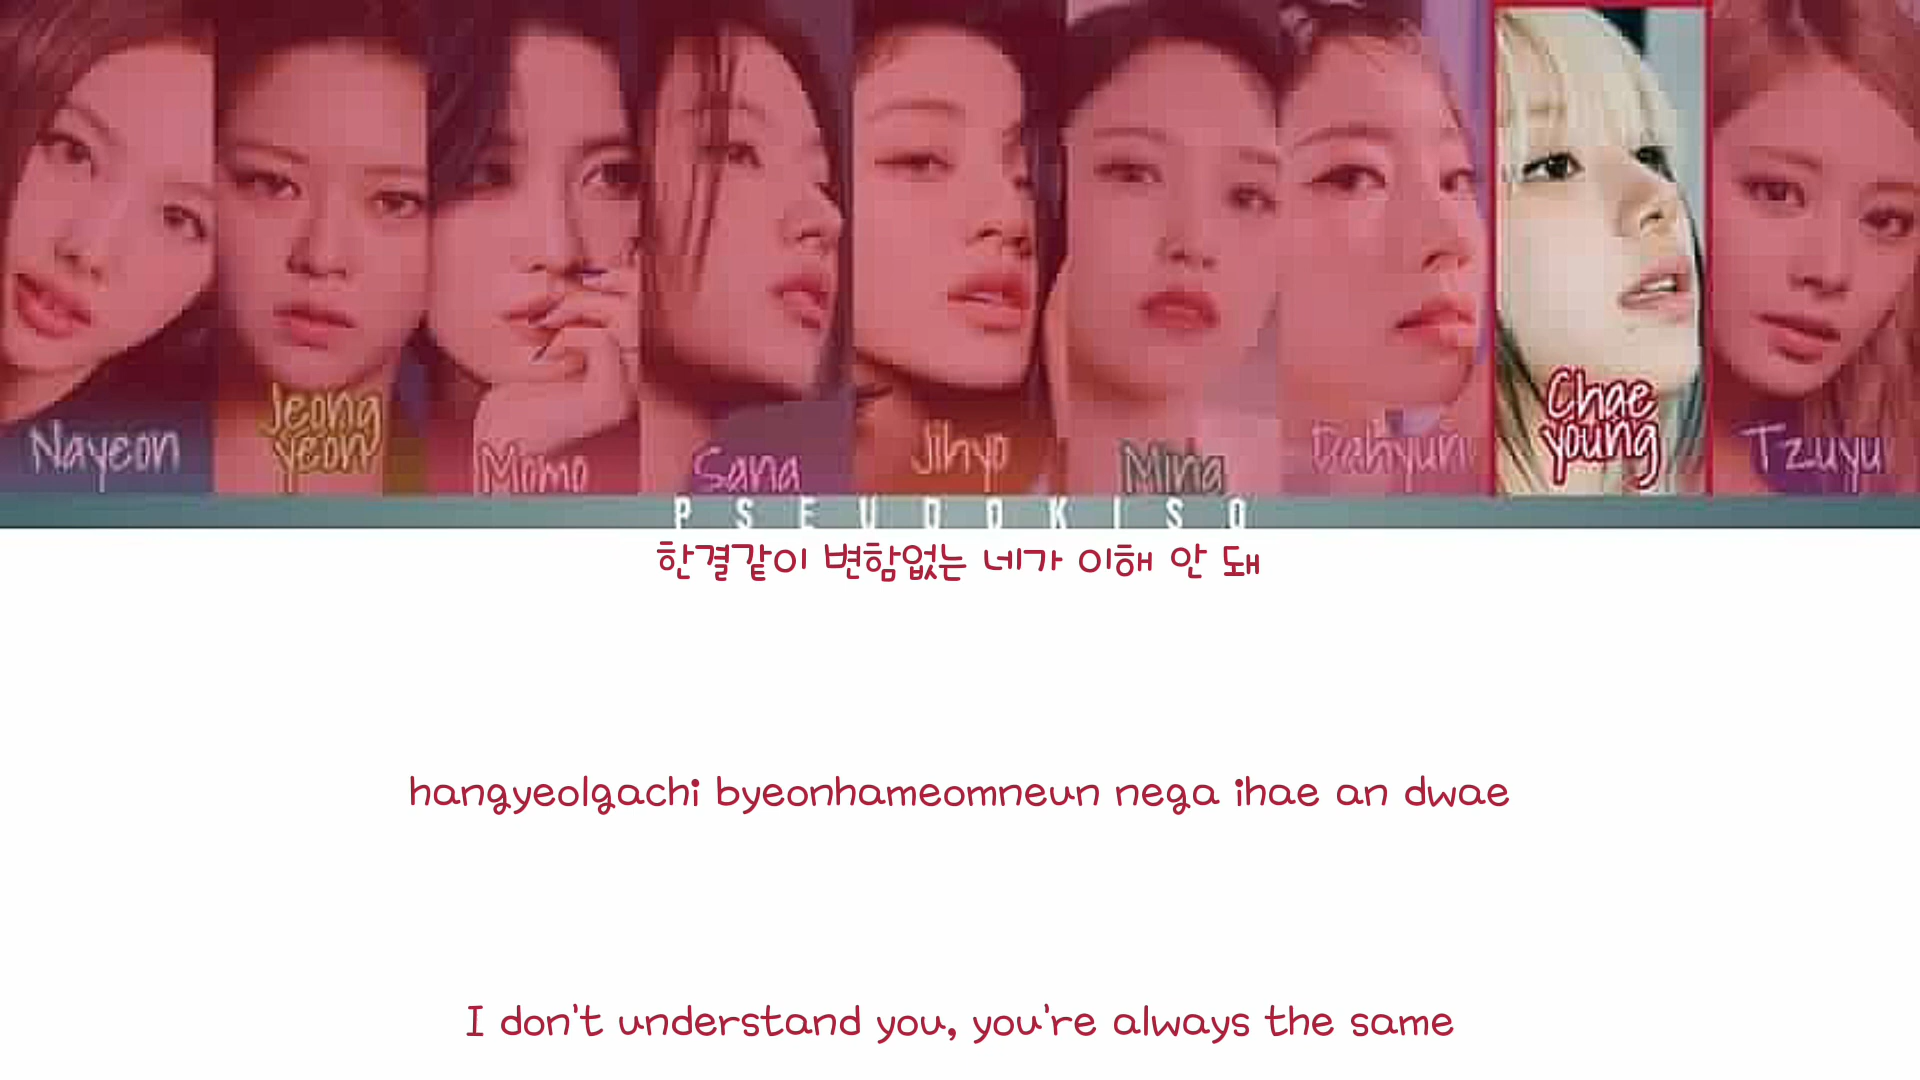 Nayeon
Jeong
yeon
Momo
Sana
Jihyo
Mina
Dahyun
Chae
young
Tzuyu
PSEUDOKISO
한결같이 변함없는 네가 이해 안 돼
hangyeolgachi byeonhameomneun nega ihae an dwae
I don't understand you, you're always the same